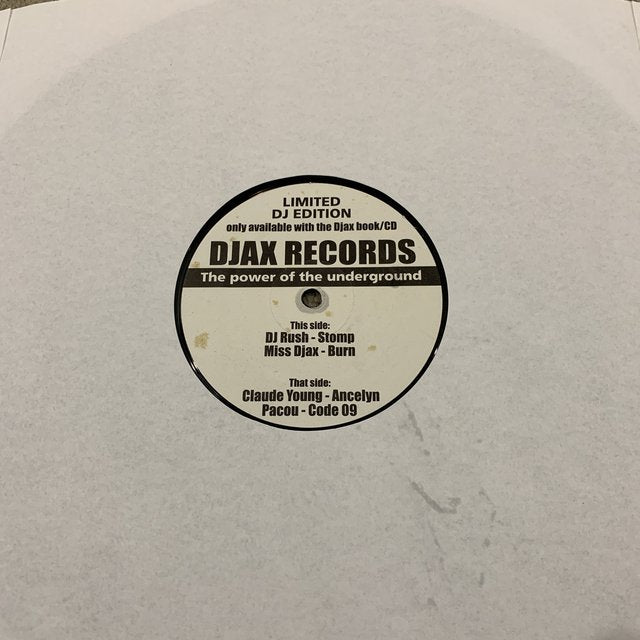 LIMITED
DJ EDITION
only available with the Djax book/CD
DJAX RECORDS
The power of the underground
This side:
DJ Rush - Stomp
Miss Djax - Burn
That side:
Claude Young - Ancelyn
Pacou - Code 09